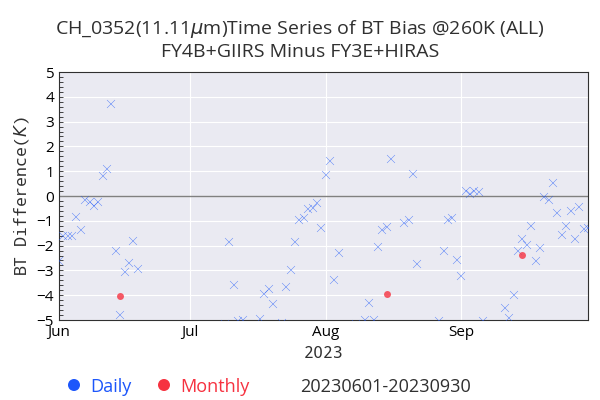 CH_0352(11.11μm)Time Series of BT Bias @260K (ALL)
FY4B+GIIRS Minus FY3E+HIRAS
BT Difference(K)
5
4
3
2
1
0
−1
−2
−3
−4
−5
Jun Jul Aug Sep
2023
Daily Monthly 20230601-20230930